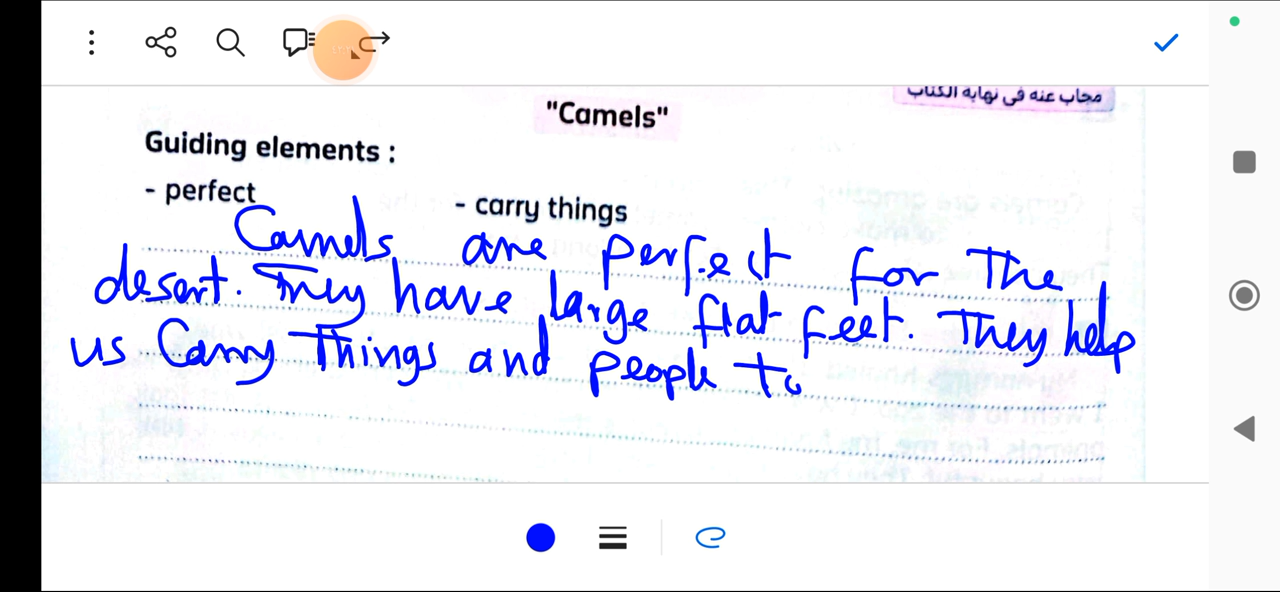 مجاب عنه في نهاية الكتاب
"Camels"
Guiding elements :
- perfect - carry things
Camels are perfect for The
desert. They have large flat feet. They help
us Carry Things and people to